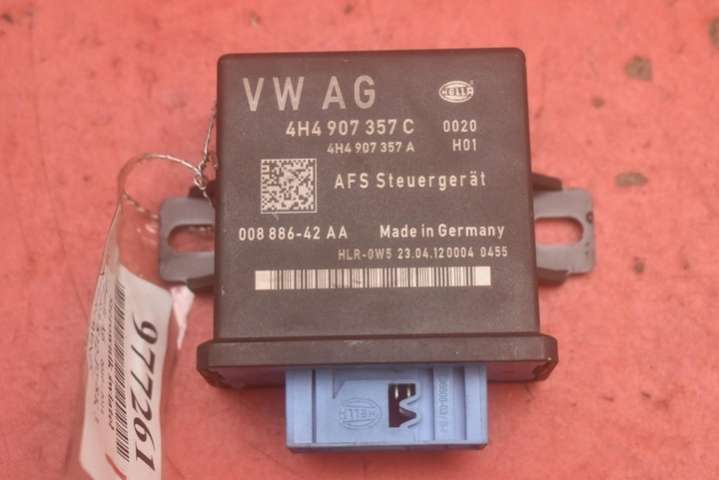 VW AG
HELLA
4H4 907 357 C 0020
4H4 907 357 A H01
AFS Steuergerät
008 886-42 AA Made in Germany
HLR-0W5 23.04.12 0004 0455
HELLA
977261